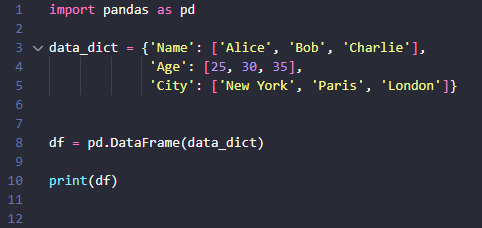 1 import pandas as pd
2
3 data_dict = {'Name': ['Alice', 'Bob', 'Charlie'],
4 'Age': [25, 30, 35],
5 'City': ['New York', 'Paris', 'London']}
6
7
8 df = pd.DataFrame(data_dict)
9
10 print(df)
11
12